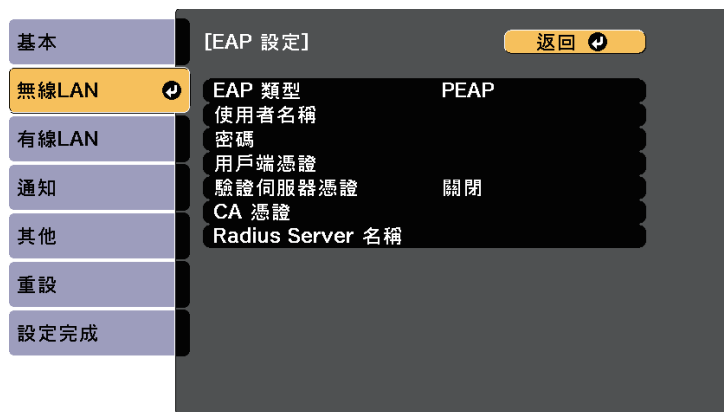 基本
無線LAN
有線LAN
通知
其他
重設
設定完成
[EAP 設定]
返回
EAP 類型 PEAP
使用者名稱
密碼
用戶端憑證
驗證伺服器憑證 關閉
CA 憑證
Radius Server 名稱